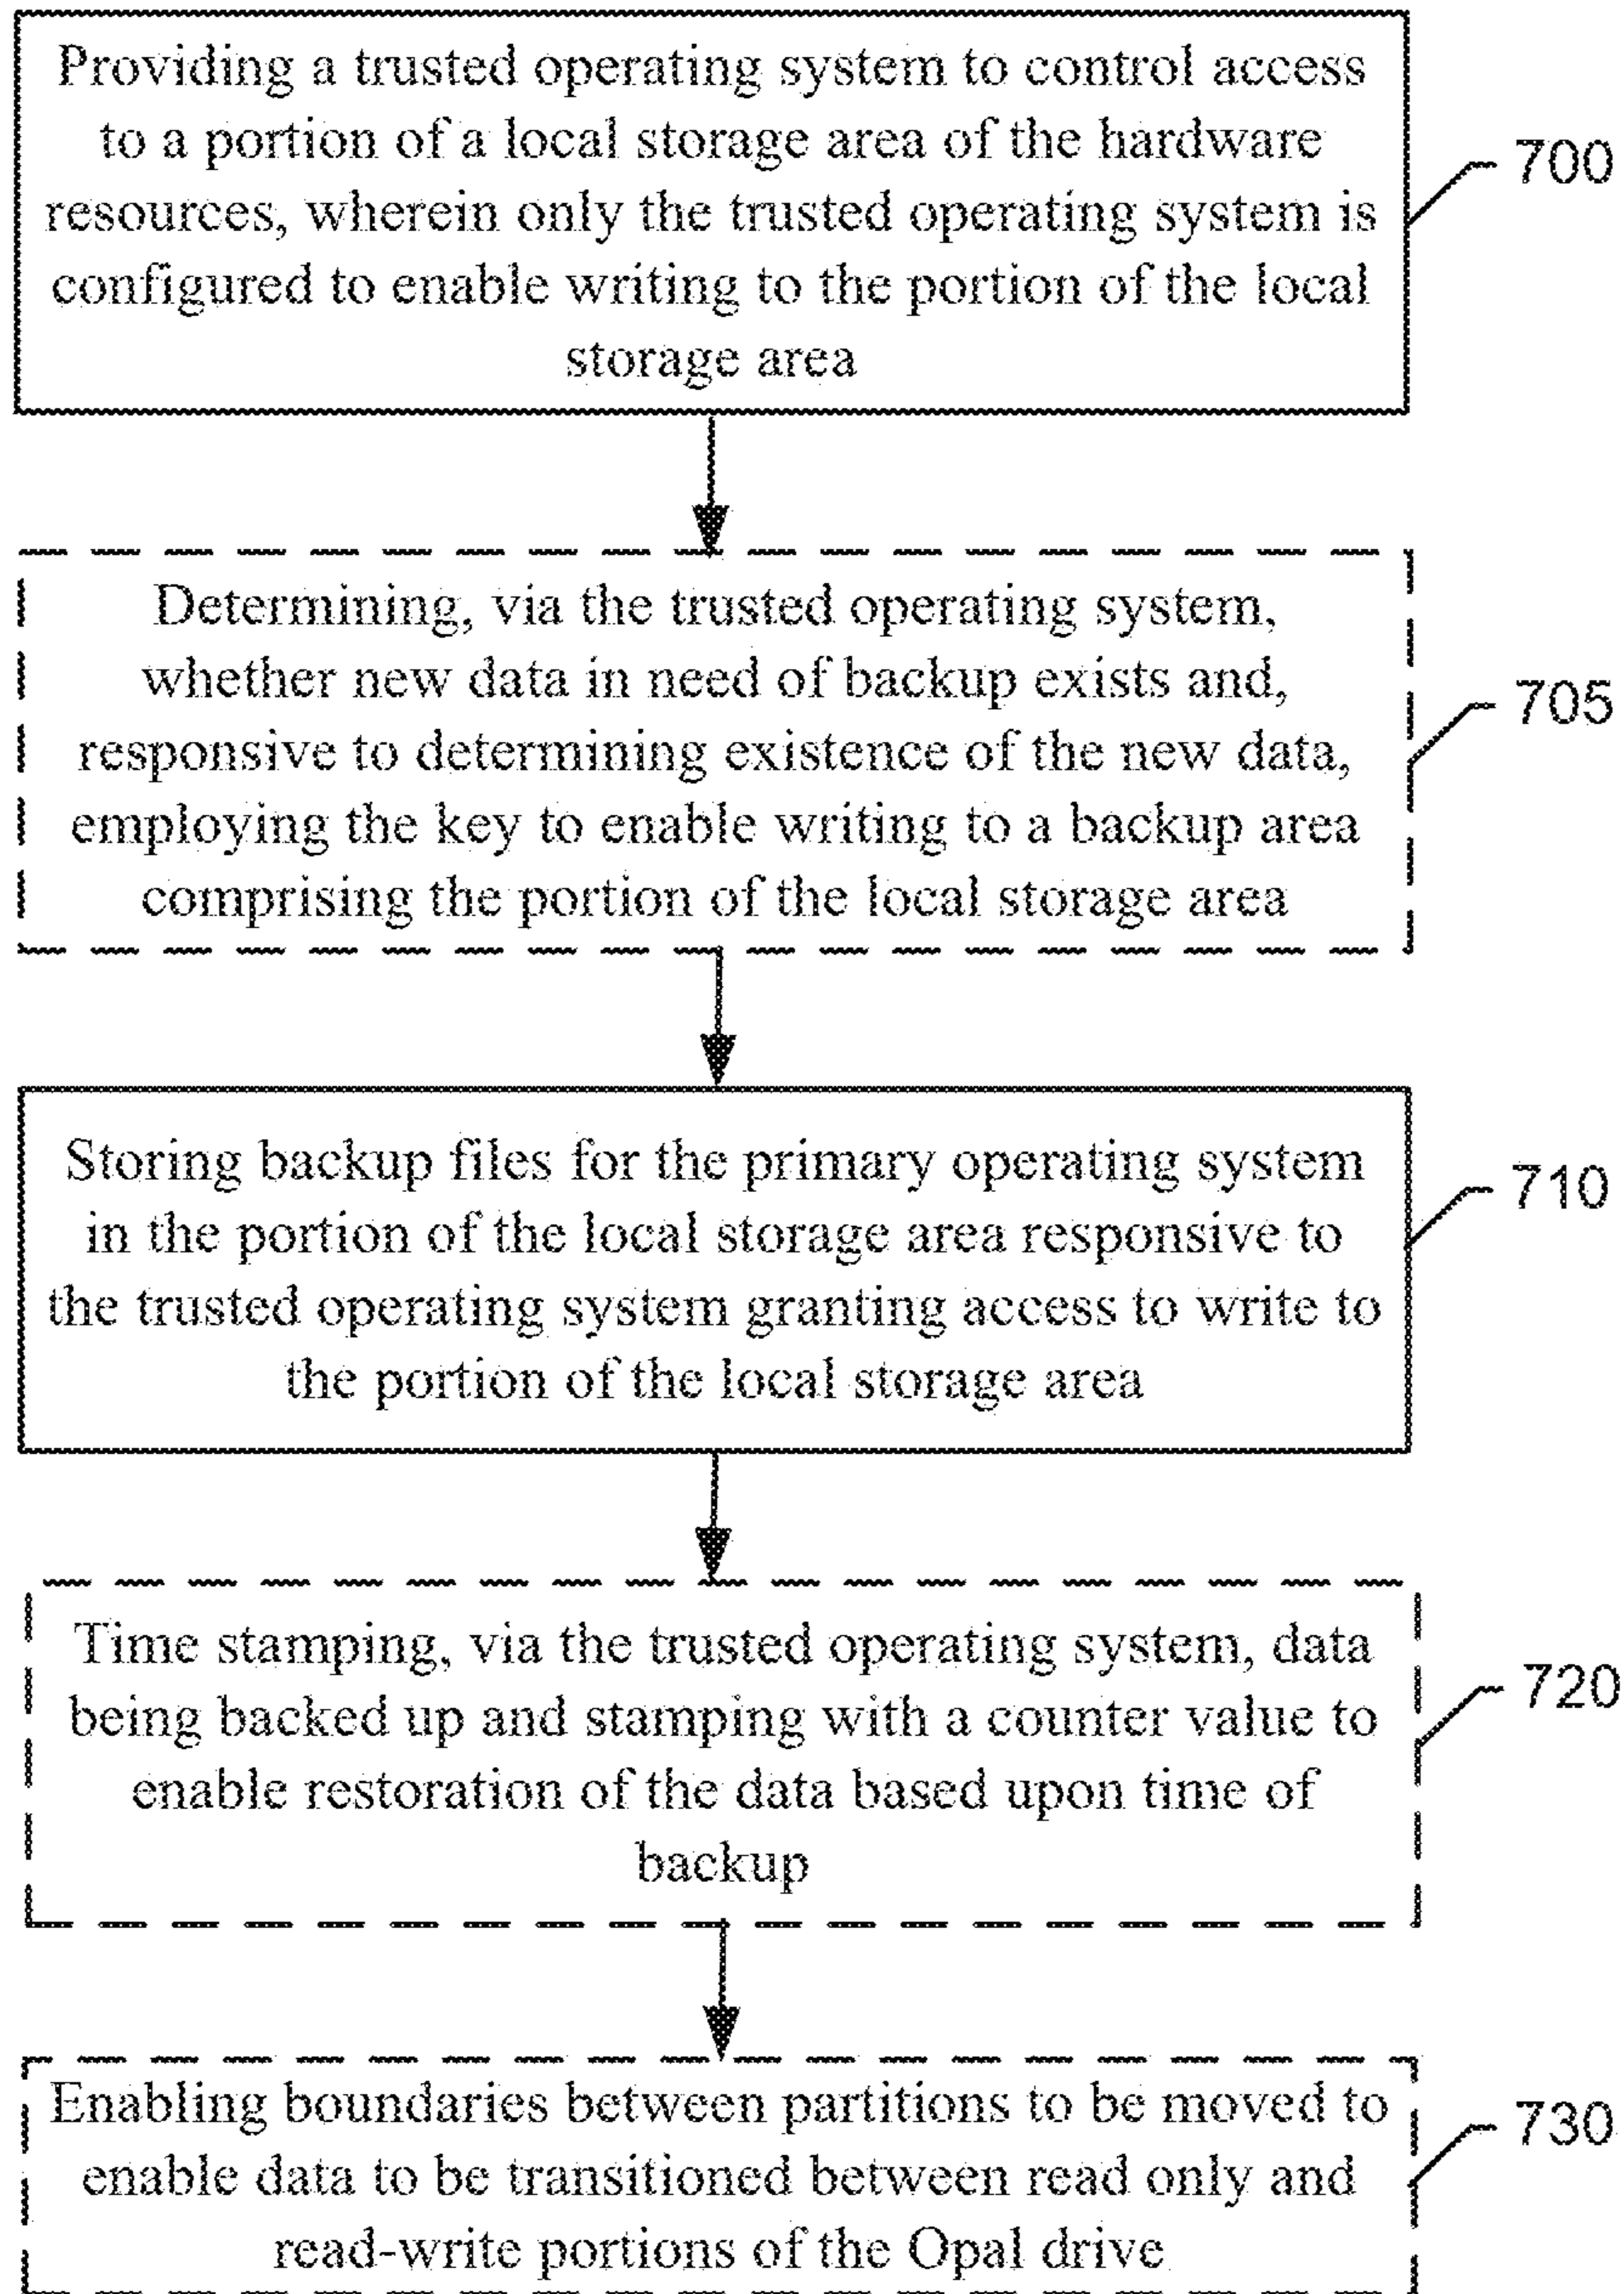 Providing a trusted operating system to control access
to a portion of a local storage area of the hardware
resources, wherein only the trusted operating system is
configured to enable writing to the portion of the local
storage area
700
Determining, via the trusted operating system,
whether new data in need of backup exists and,
responsive to determining existence of the new data,
employing the key to enable writing to a backup area
comprising the portion of the local storage area
705
Storing backup files for the primary operating system
in the portion of the local storage area responsive to
the trusted operating system granting access to write to
the portion of the local storage area
710
Time stamping, via the trusted operating system, data
being backed up and stamping with a counter value to
enable restoration of the data based upon time of
backup
720
Enabling boundaries between partitions to be moved to
enable data to be transitioned between read only and
read-write portions of the Opal drive
730